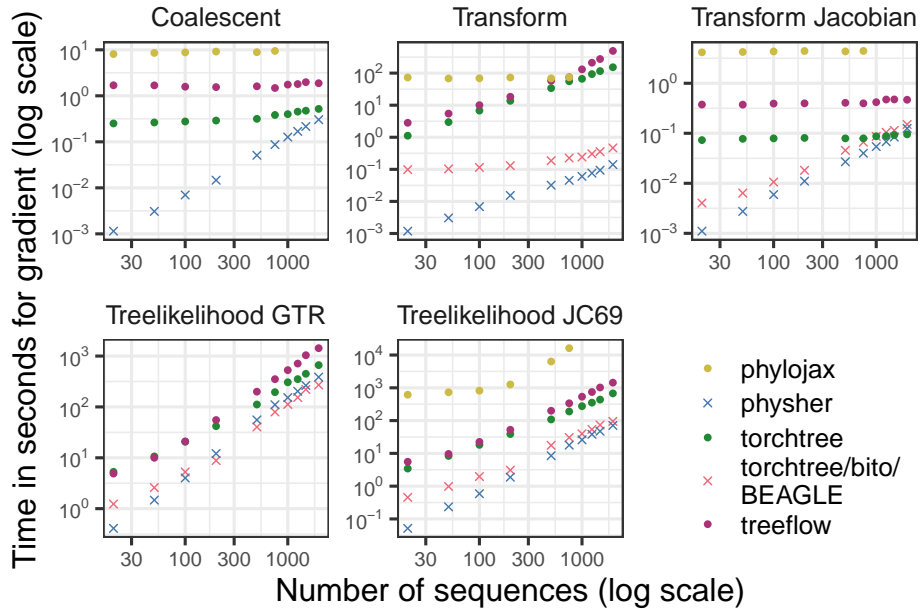 Coalescent
Transform
Transform Jacobian
10^1
10^0
10^-1
10^-2
10^-3
30 100 300 1000
10^2
10^1
10^0
10^-1
10^-2
10^-3
30 100 300 1000
10^0
10^-1
10^-2
10^-3
30 100 300 1000
Treelikelihood GTR
Treelikelihood JC69
10^3
10^2
10^1
10^0
30 100 300 1000
10^4
10^3
10^2
10^1
10^0
10^-1
30 100 300 1000
Time in seconds for gradient (log scale)
Number of sequences (log scale)
phylojax
physher
torchtree
torchtree/bito/
BEAGLE
treeflow